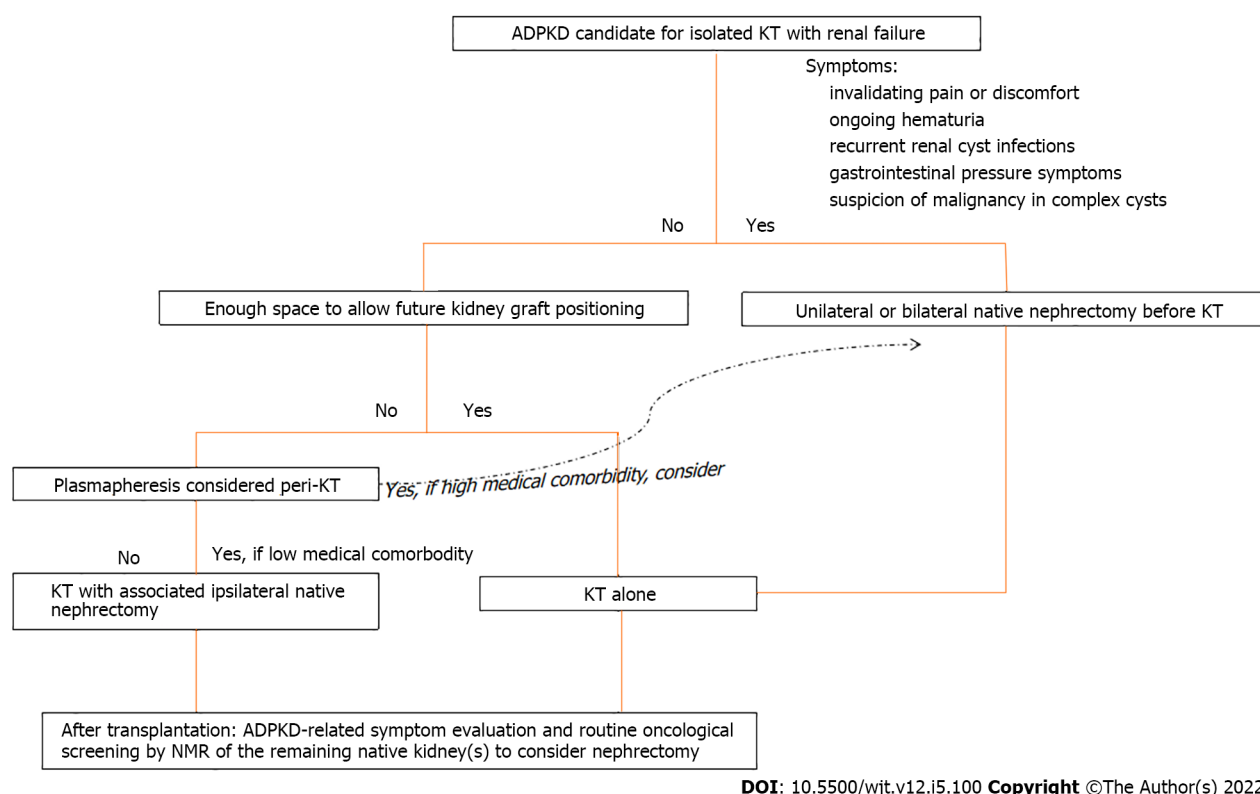 ADPKD candidate for isolated KT with renal failure
Symptoms:
invalidating pain or discomfort
ongoing hematuria
recurrent renal cyst infections
gastrointestinal pressure symptoms
suspicion of malignancy in complex cysts
No Yes
Enough space to allow future kidney graft positioning
Unilateral or bilateral native nephrectomy before KT
No Yes
Plasmapheresis considered peri-KT
Yes, if high medical comorbidity, consider
No
Yes, if low medical comorbodity
KT with associated ipsilateral native
nephrectomy
KT alone
After transplantation: ADPKD-related symptom evaluation and routine oncological
screening by NMR of the remaining native kidney(s) to consider nephrectomy
DOI: 10.5500/wjt.v12.i5.100 Copyright ©The Author(s) 2022